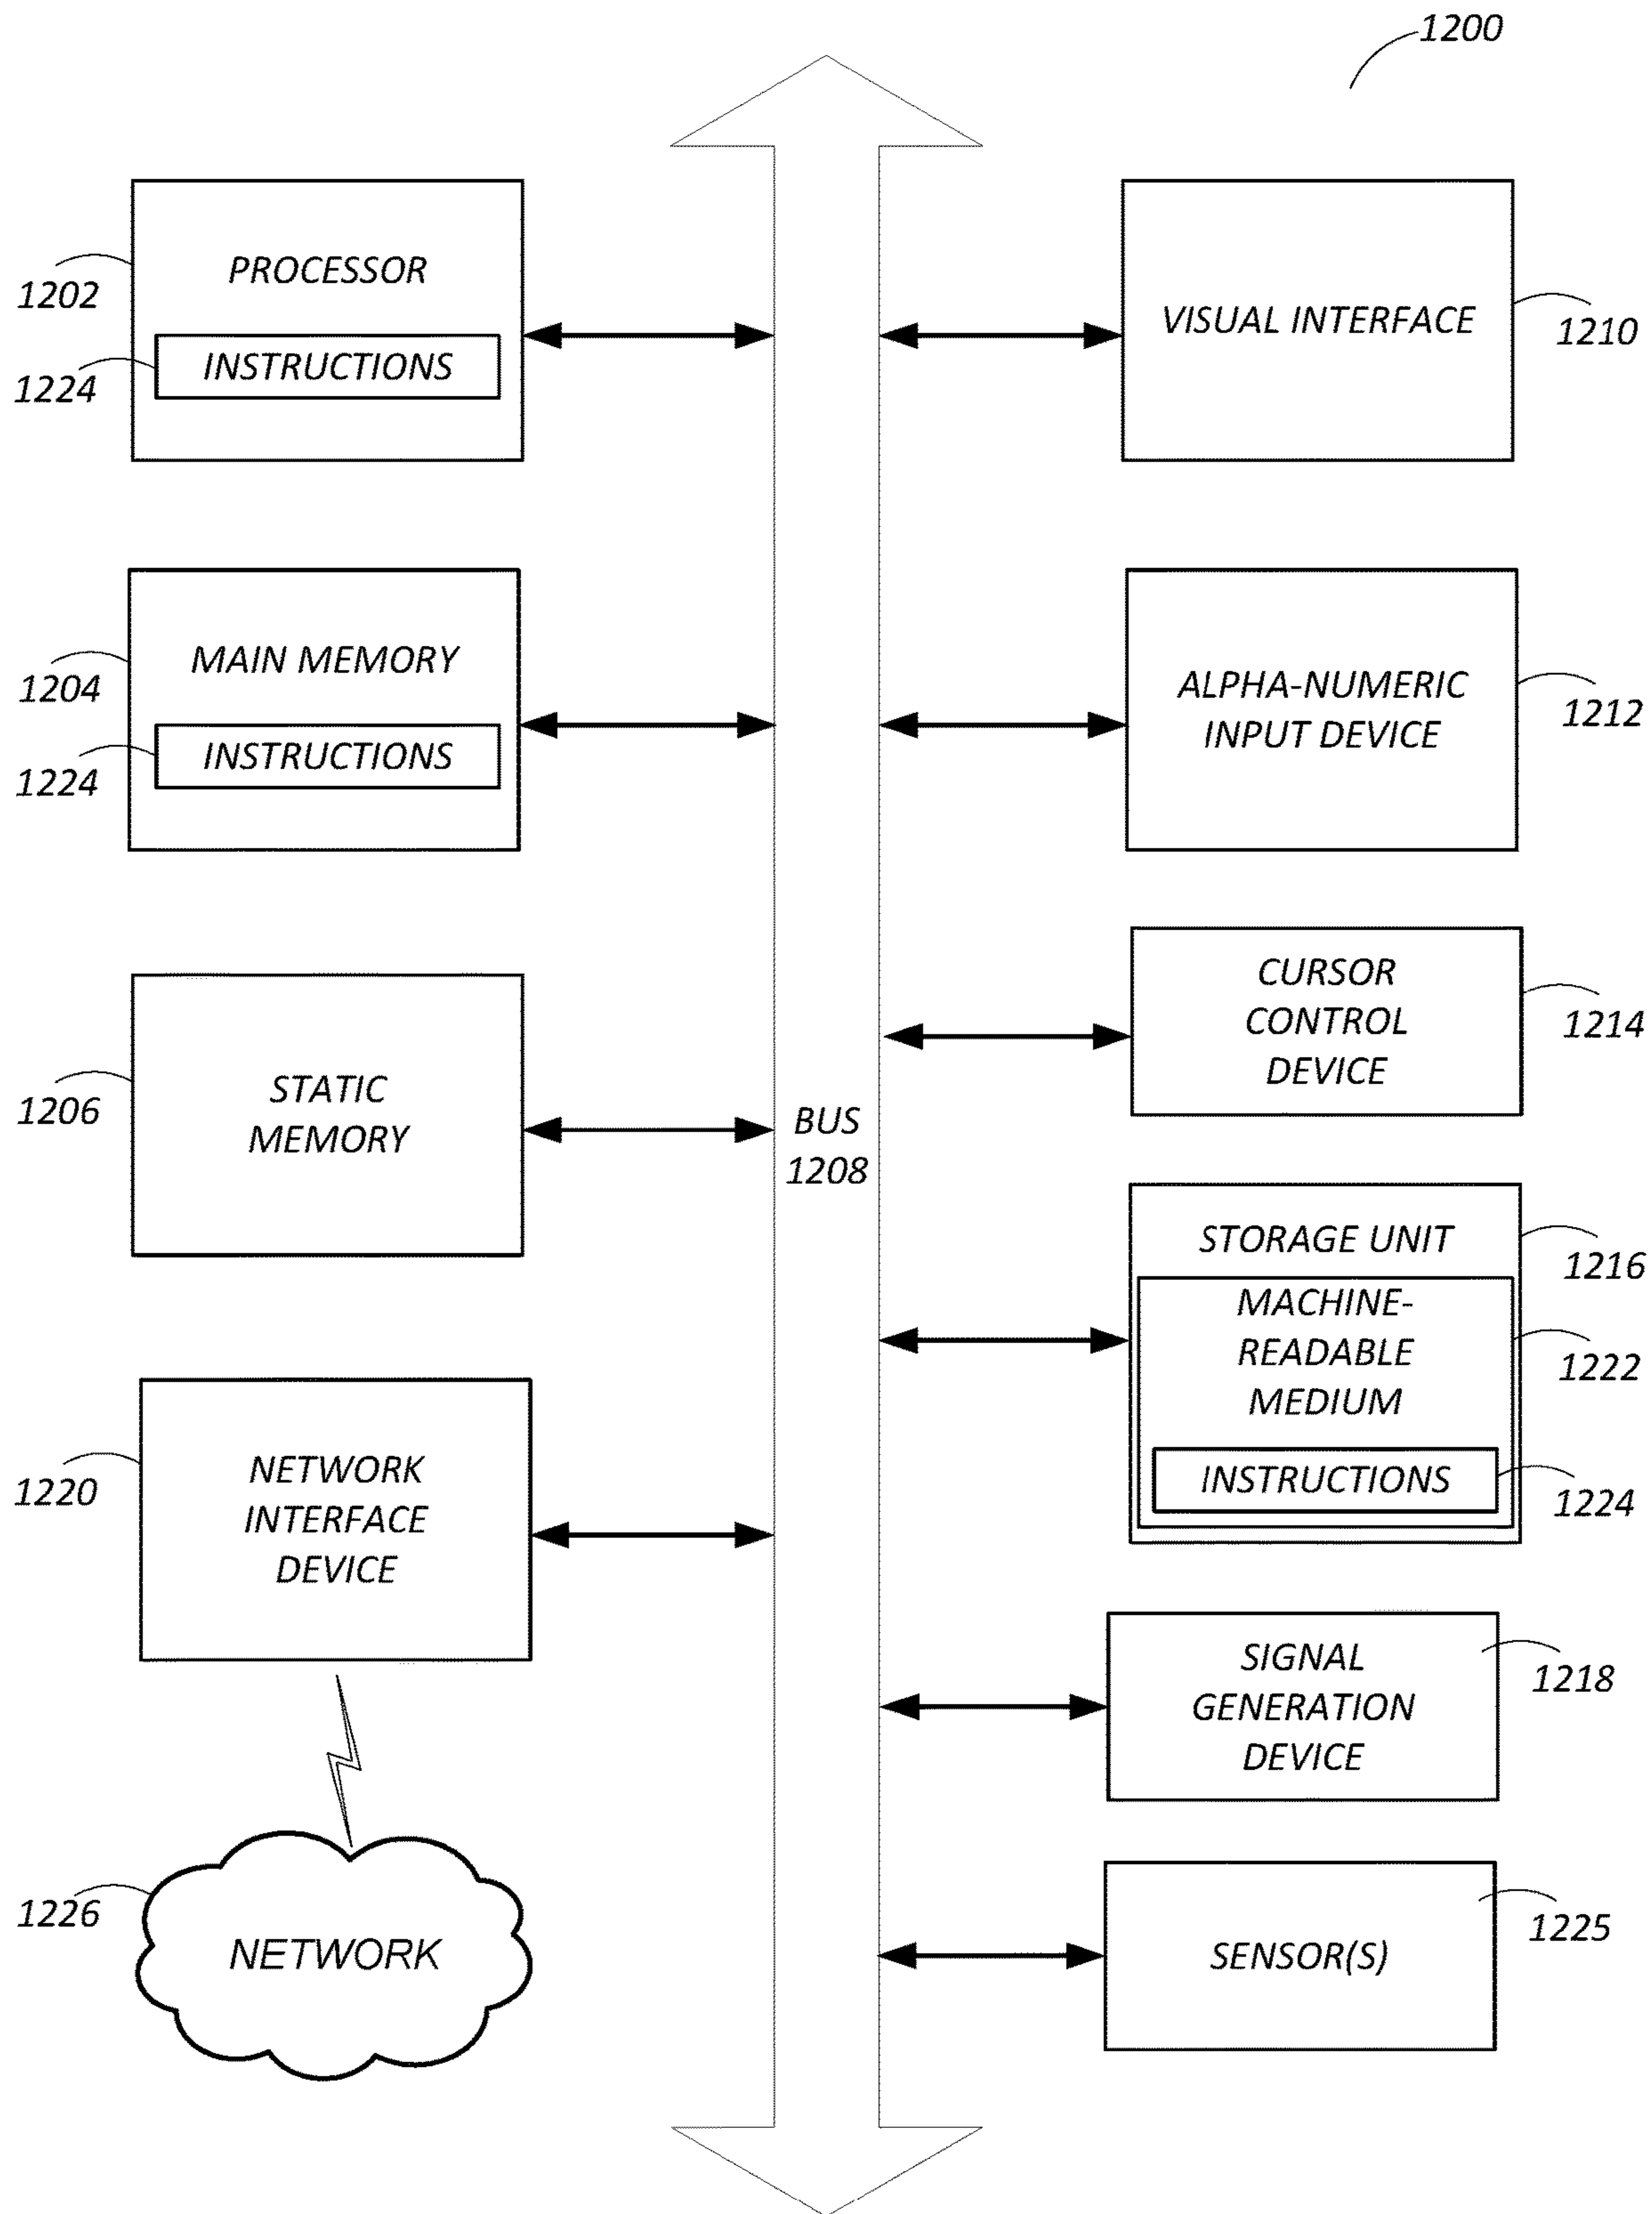 1200
PROCESSOR
1202
INSTRUCTIONS
1224
VISUAL INTERFACE
1210
MAIN MEMORY
1204
INSTRUCTIONS
1224
ALPHA-NUMERIC
INPUT DEVICE
1212
STATIC
MEMORY
1206
BUS
1208
CURSOR
CONTROL
DEVICE
1214
STORAGE UNIT
1216
MACHINE-
READABLE
MEDIUM
1222
INSTRUCTIONS
1224
NETWORK
INTERFACE
DEVICE
1220
SIGNAL
GENERATION
DEVICE
1218
NETWORK
1226
SENSOR(S)
1225